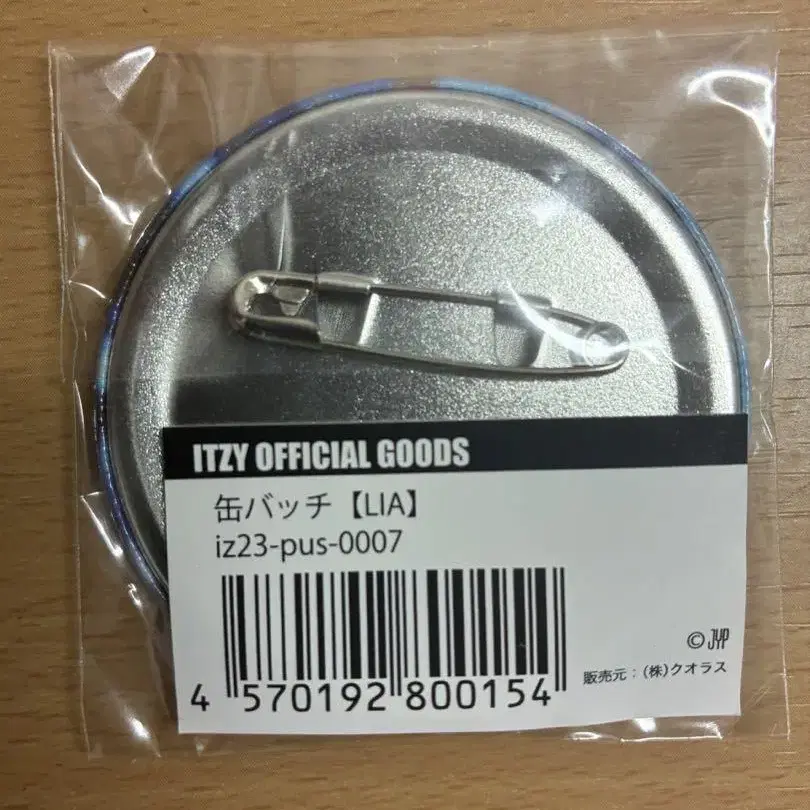 ITZY OFFICIAL GOODS
缶バッチ【LIA】
iz23-pus-0007
© JYP
販売元：(株)クオラス
4 570192 800154